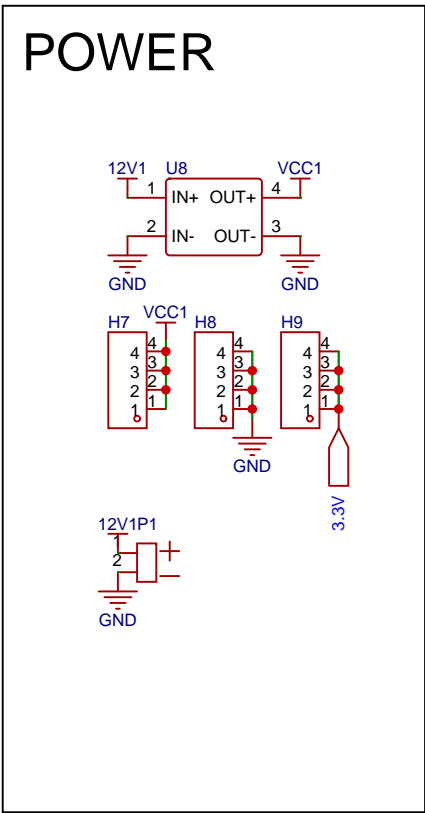 POWER
12V1 U8 VCC1
1 IN+ OUT+ 4
2 IN- OUT- 3
GND GND
VCC1
H7 H8 H9
4 4 4 4 4 4
3 3 3 3 3 3
2 2 2 2 2 2
1 1 1 1 1 1
GND
3.3V
12V1P1
1
2
GND